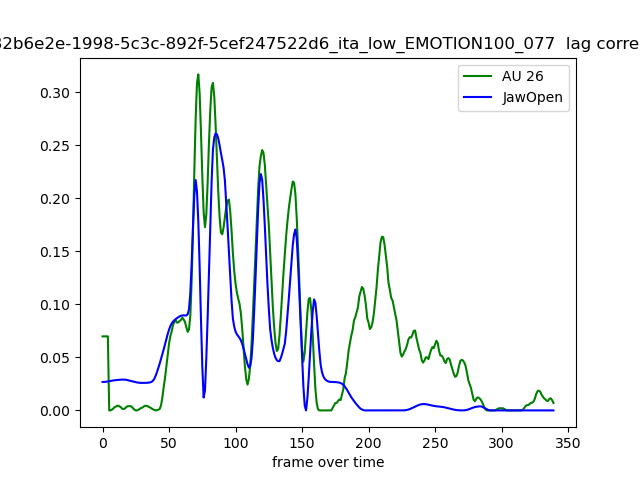 32b6e2e-1998-5c3c-892f-5cef247522d6_ita_low_EMOTION100_077 lag corre
AU 26
JawOpen
0.30
0.25
0.20
0.15
0.10
0.05
0.00
0 50 100 150 200 250 300 350
frame over time